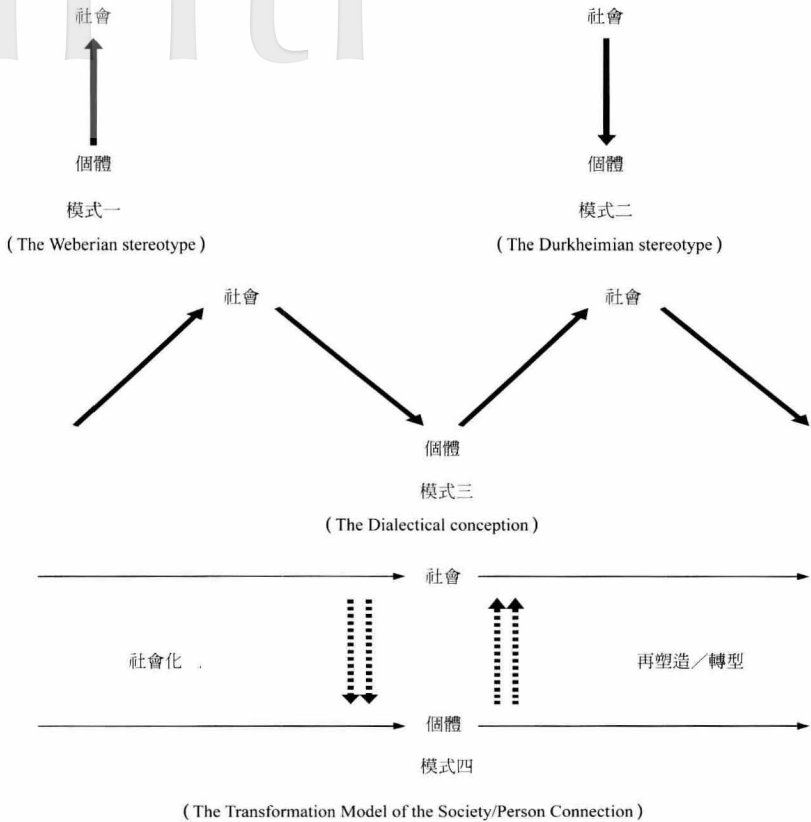 社會
社會
個體
個體
模式一
模式二
( The Weberian stereotype )
( The Durkheimian stereotype )
社會
社會
個體
模式三
( The Dialectical conception )
社會
社會化
再塑造／轉型
個體
模式四
( The Transformation Model of the Society/Person Connection )